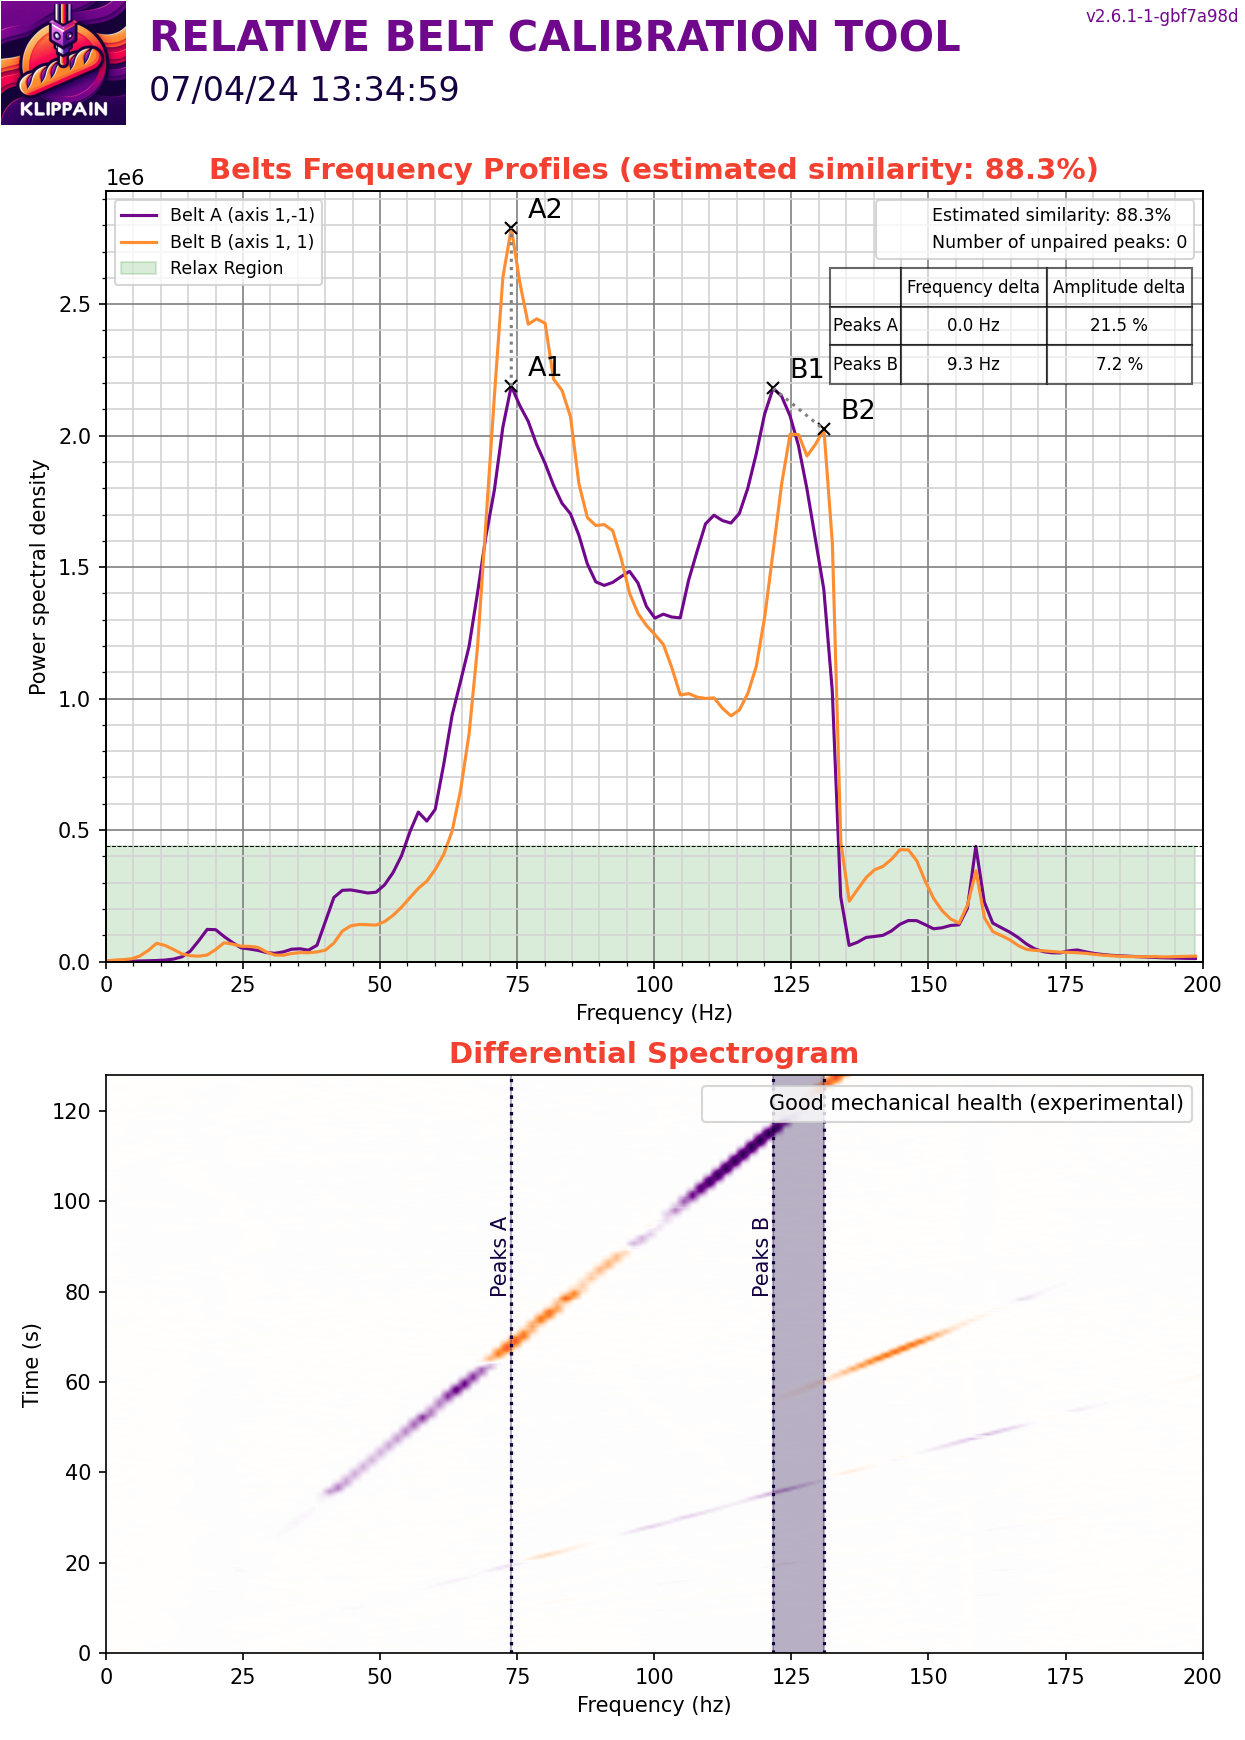 v2.6.1-1-gbf7a98d
RELATIVE BELT CALIBRATION TOOL
07/04/24 13:34:59
KLIPPAIN
Belts Frequency Profiles (estimated similarity: 88.3%)
1e6
Belt A (axis 1,-1)
Belt B (axis 1, 1)
Relax Region
Estimated similarity: 88.3%
Number of unpaired peaks: 0
Frequency delta Amplitude delta
Peaks A 0.0 Hz 21.5 %
Peaks B 9.3 Hz 7.2 %
A2
A1
B1
B2
Power spectral density
2.5
2.0
1.5
1.0
0.5
0.0
0 25 50 75 100 125 150 175 200
Frequency (Hz)
Differential Spectrogram
Good mechanical health (experimental)
Peaks A
Peaks B
Time (s)
120
100
80
60
40
20
0
0 25 50 75 100 125 150 175 200
Frequency (hz)